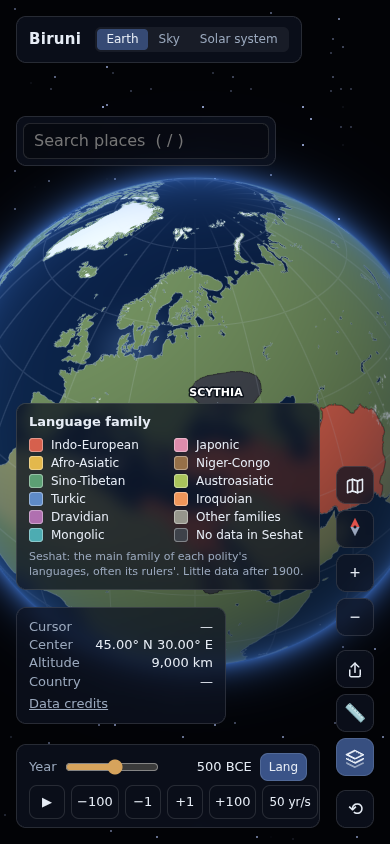 Biruni Earth Sky Solar system
Search places ( / )
SCYTHIA
Language family
Indo-European Japonic
Afro-Asiatic Niger-Congo
Sino-Tibetan Austroasiatic
Turkic Iroquoian
Dravidian Other families
Mongolic No data in Seshat
Seshat: the main family of each polity's
languages, often its rulers'. Little data after 1900.
Cursor —
Center 45.00° N 30.00° E
Altitude 9,000 km
Country —
Data credits
Year 500 BCE Lang
▶ −100 −1 +1 +100 50 yr/s
+
−